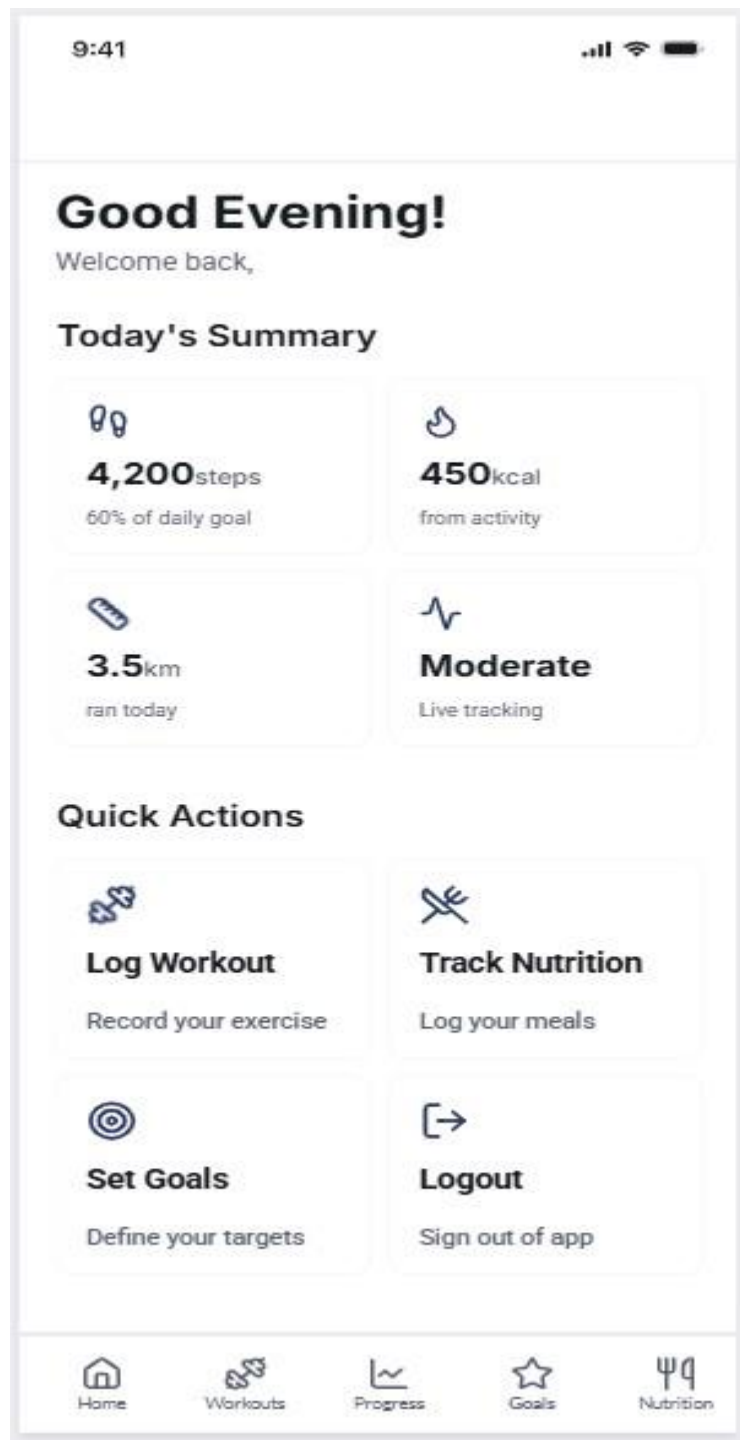 9:41
Good Evening!
Welcome back,
Today's Summary
4,200steps
60% of daily goal
450kcal
from activity
3.5km
ran today
Moderate
Live tracking
Quick Actions
Log Workout
Record your exercise
Track Nutrition
Log your meals
Set Goals
Define your targets
Logout
Sign out of app
Home
Workouts
Progress
Goals
Nutrition